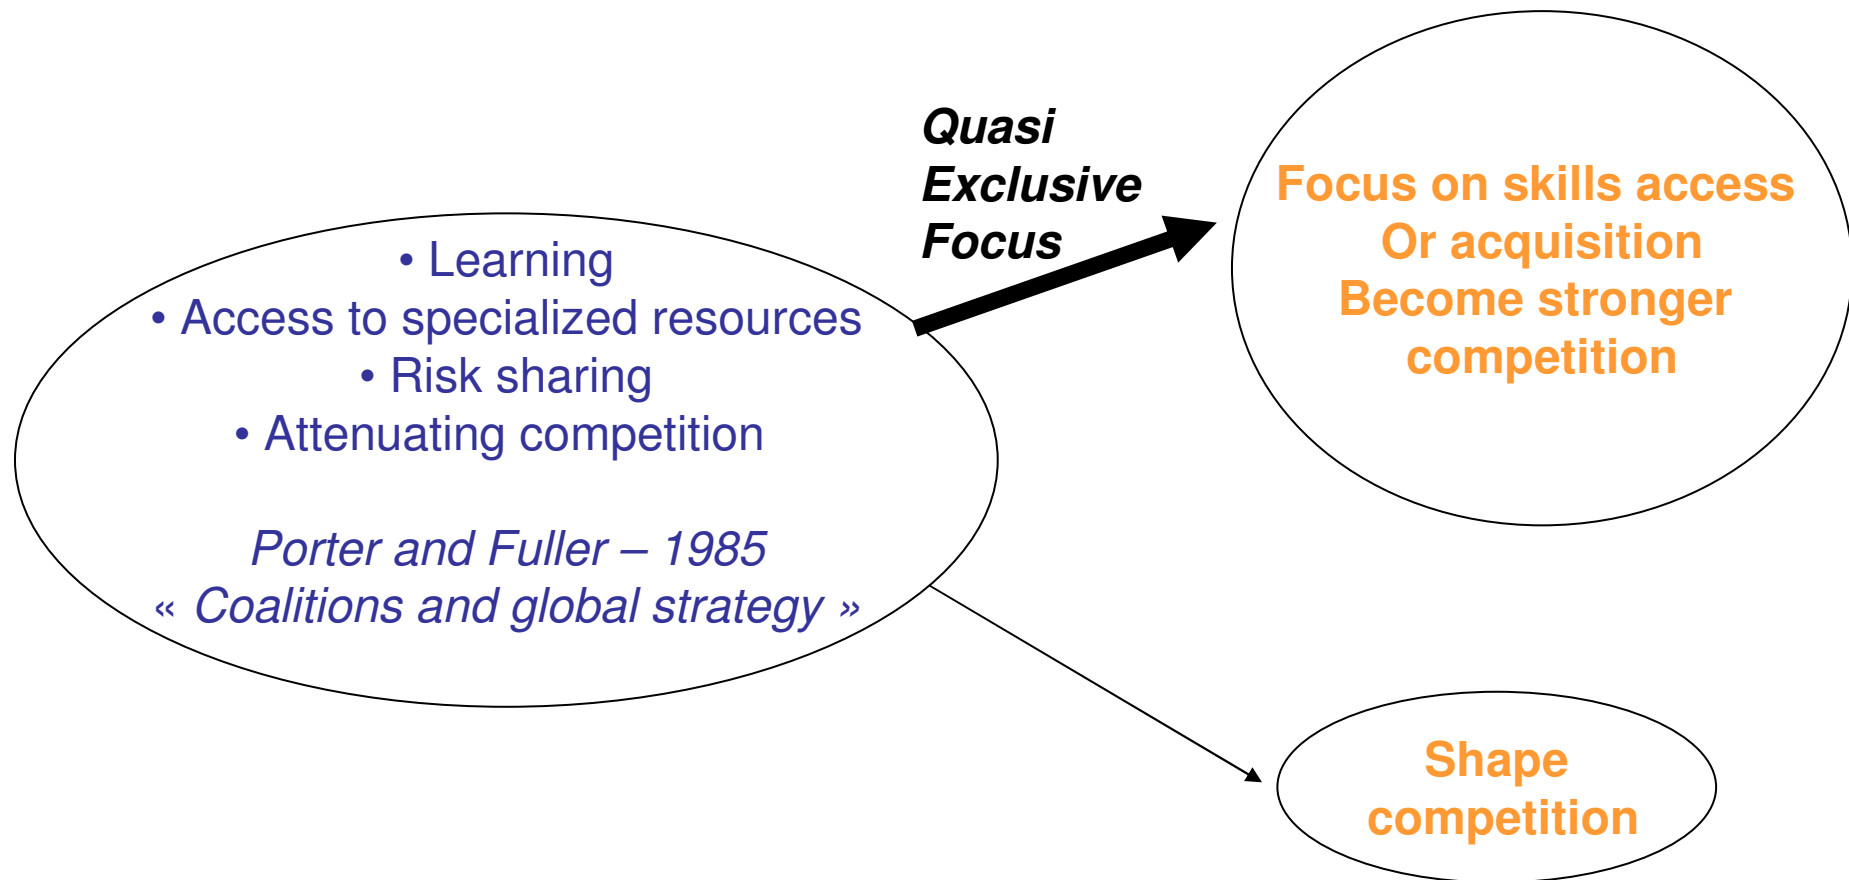 • Learning
• Access to specialized resources
• Risk sharing
• Attenuating competition
Porter and Fuller – 1985
« Coalitions and global strategy »
Quasi
Exclusive
Focus
Focus on skills access
Or acquisition
Become stronger
competition
Shape
competition